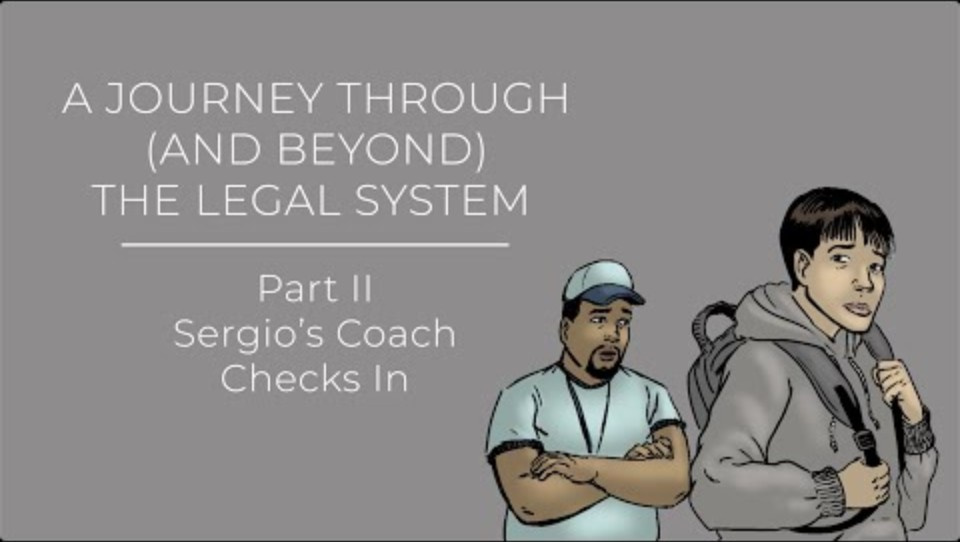 A JOURNEY THROUGH
(AND BEYOND)
THE LEGAL SYSTEM
Part II
Sergio's Coach
Checks In